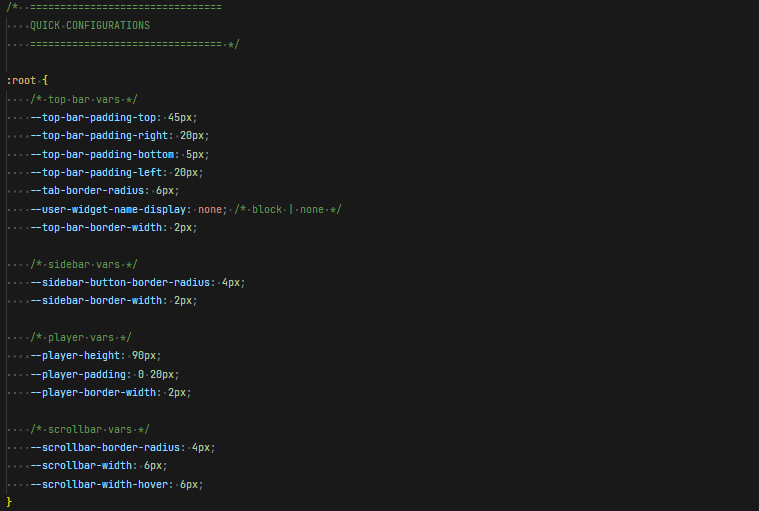 /* ================================
QUICK CONFIGURATIONS
================================ */
:root {
/* top bar vars */
--top-bar-padding-top: 45px;
--top-bar-padding-right: 20px;
--top-bar-padding-bottom: 5px;
--top-bar-padding-left: 20px;
--tab-border-radius: 6px;
--user-widget-name-display: none; /* block | none */
--top-bar-border-width: 2px;
/* sidebar vars */
--sidebar-button-border-radius: 4px;
--sidebar-border-width: 2px;
/* player vars */
--player-height: 90px;
--player-padding: 0 20px;
--player-border-width: 2px;
/* scrollbar vars */
--scrollbar-border-radius: 4px;
--scrollbar-width: 6px;
--scrollbar-width-hover: 6px;
}